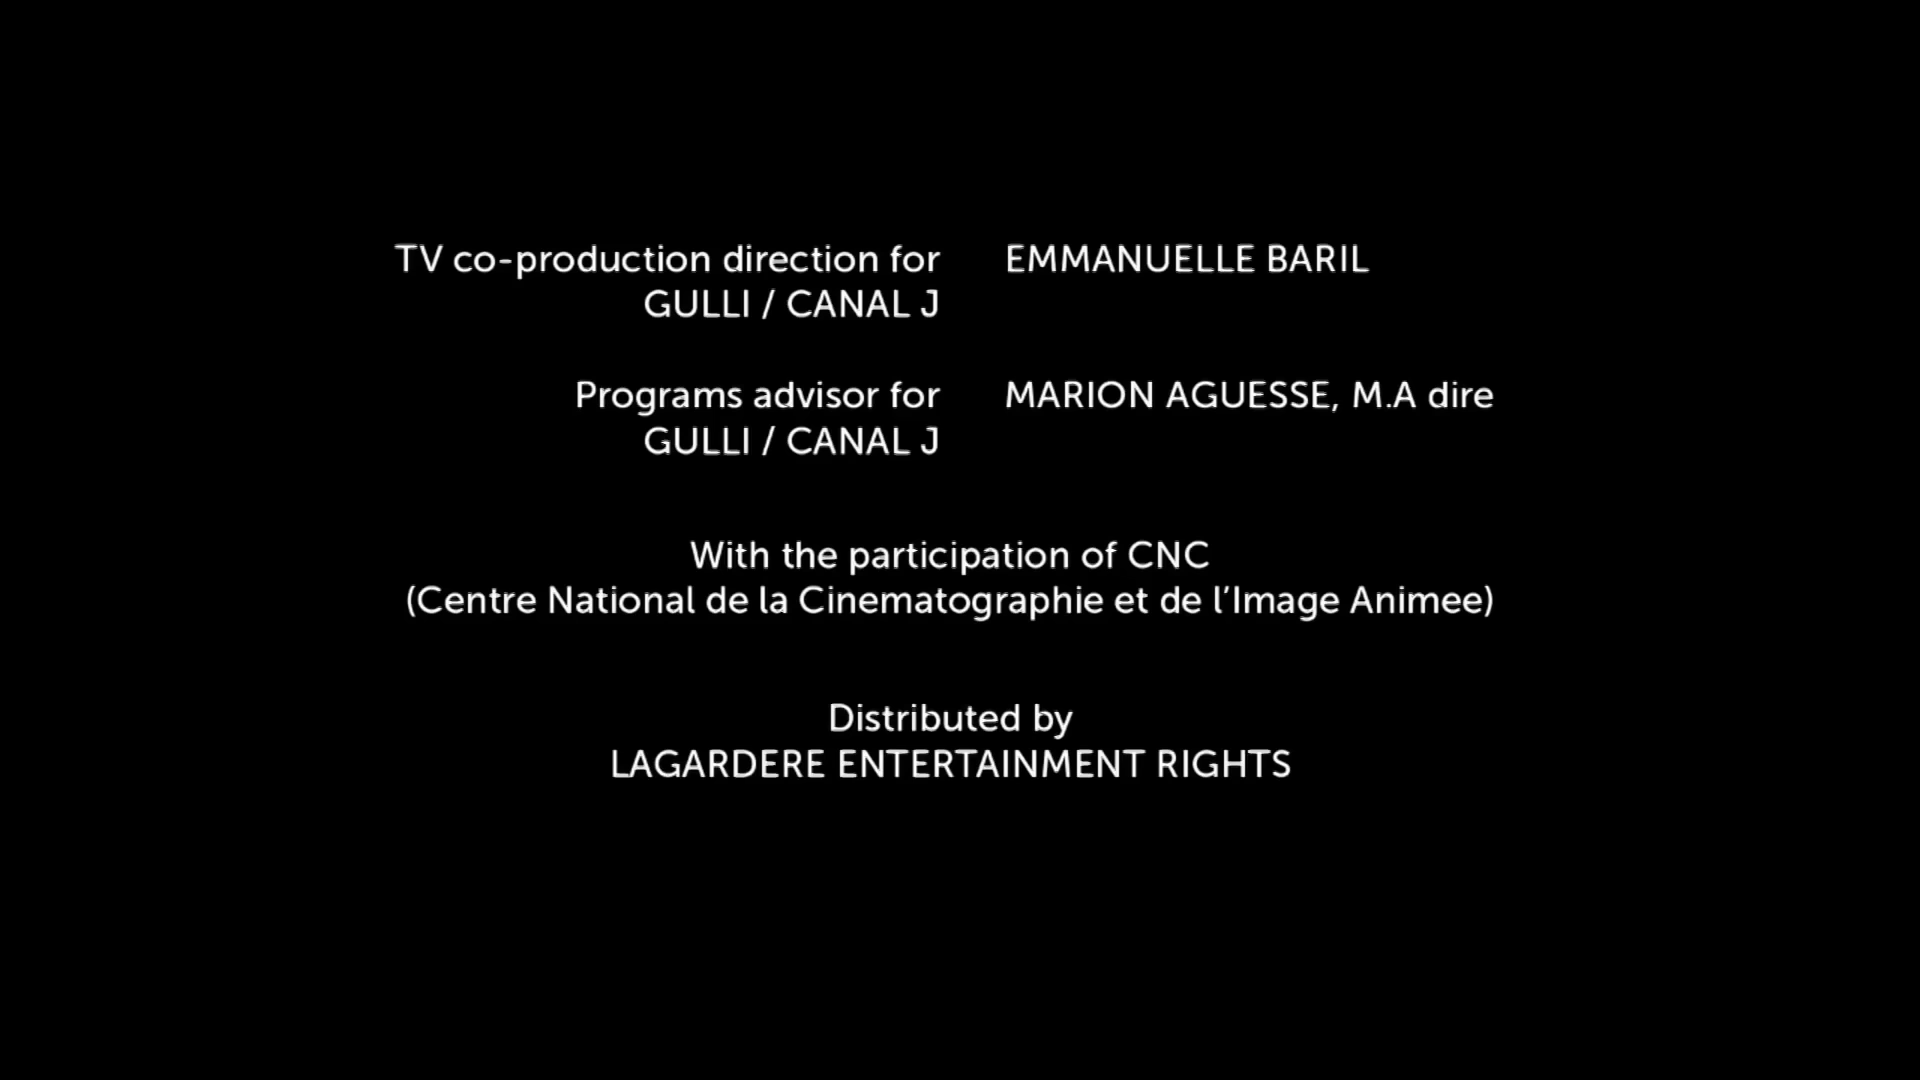 TV co-production direction for EMMANUELLE BARIL
GULLI / CANAL J
Programs advisor for MARION AGUESSE, M.A dire
GULLI / CANAL J
With the participation of CNC
(Centre National de la Cinematographie et de l’Image Animee)
Distributed by
LAGARDERE ENTERTAINMENT RIGHTS